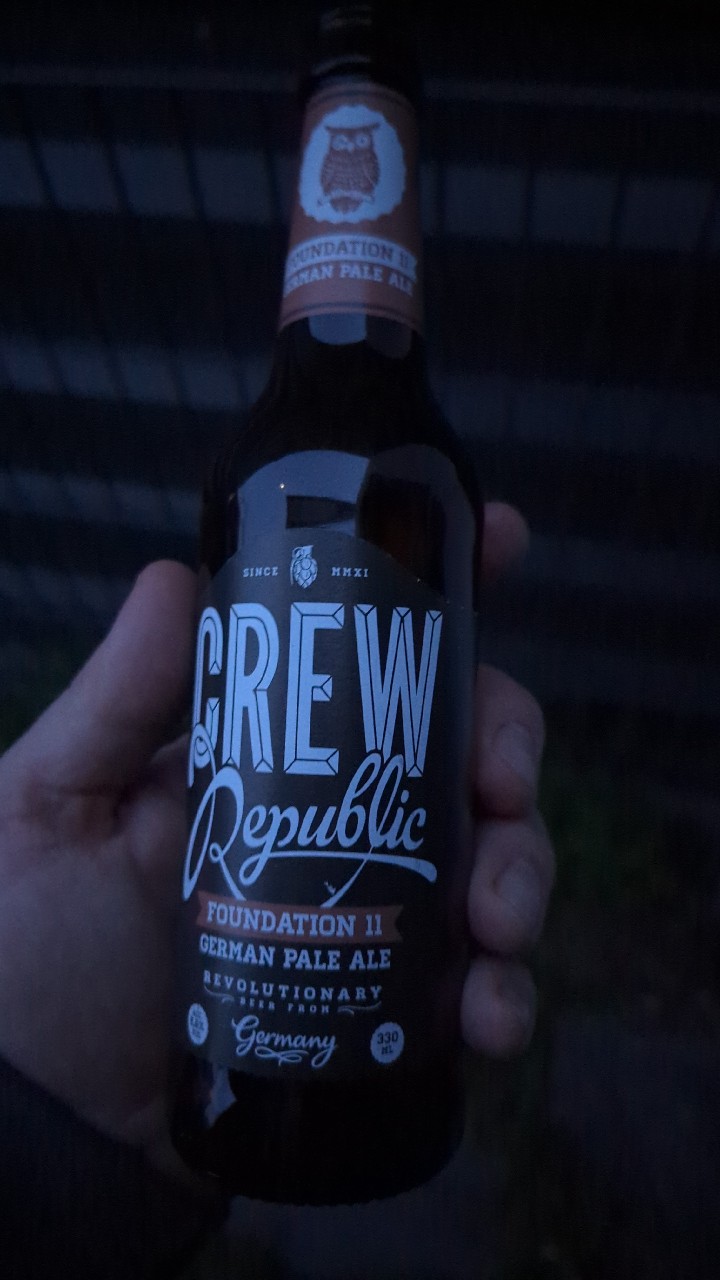 FOUNDATION 11
GERMAN PALE ALE
SINCE MMXI
CREW
Republic
FOUNDATION 11
GERMAN PALE ALE
REVOLUTIONARY
BEER FROM
Germany
330
ML